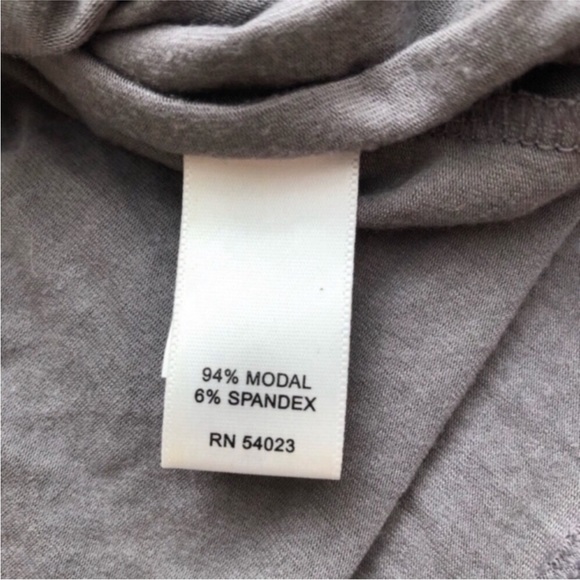 94% MODAL
6% SPANDEX
RN 54023